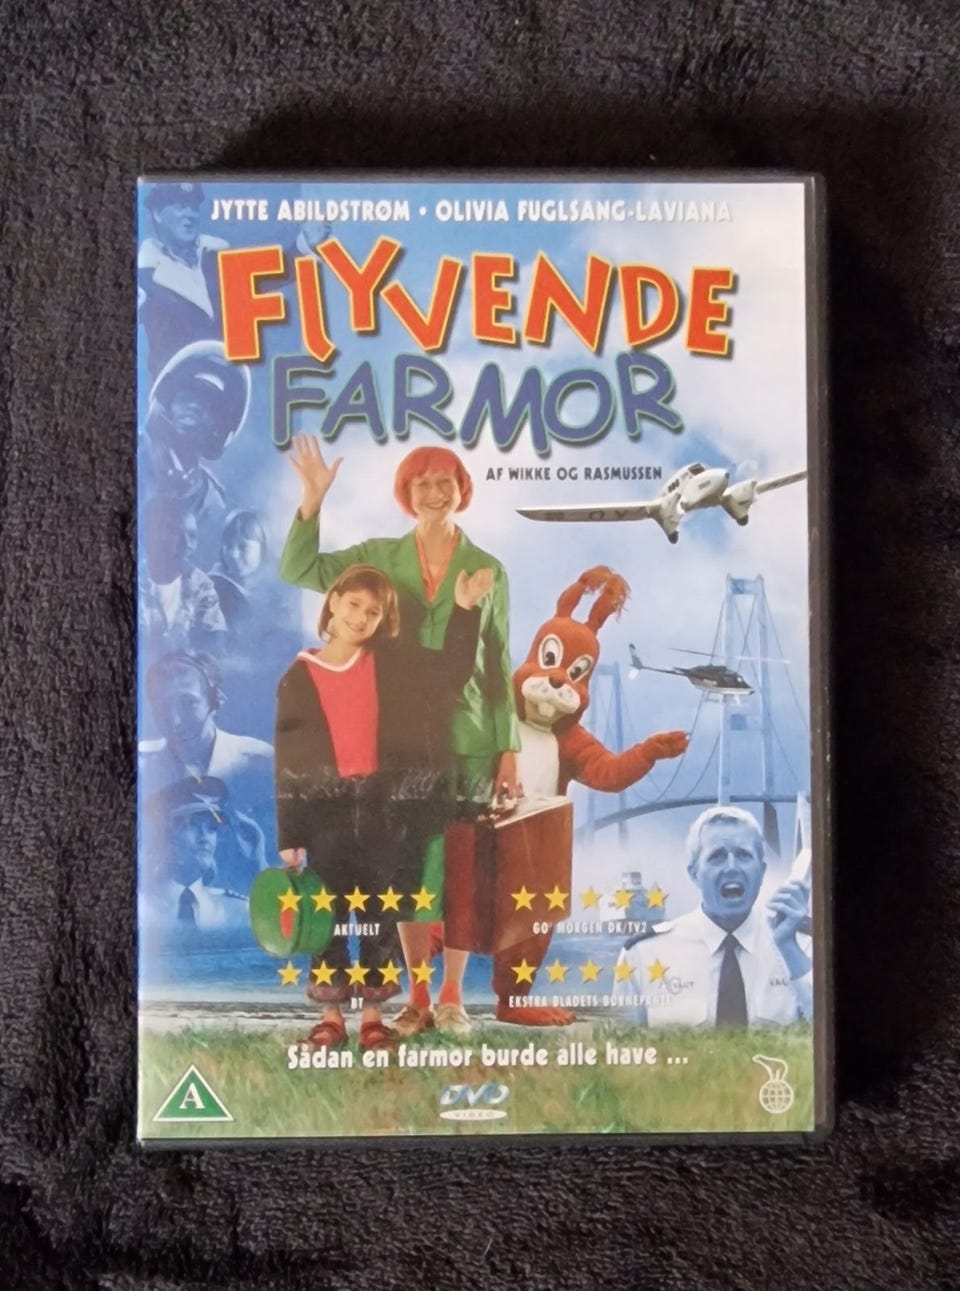 JYTTE ABILDSTRØM • OLIVIA FUGLSANG-LAVIANA
FlYVENDE
FARMOR
AF WIKKE OG RASMUSSEN
AKTUELT
GO' MORGEN DK/TV2
BT
EKSTRA BLADETS BØRNEPANEL
Sådan en farmor burde alle have ...
A
DVD
VIDEO